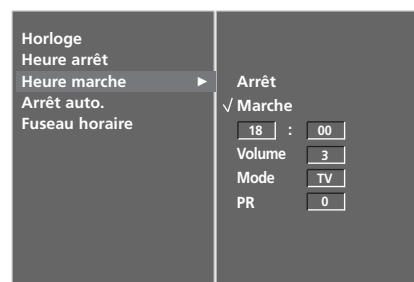 Horloge
Heure arrêt
Heure marche ►
Arrêt auto.
Fuseau horaire
Arrêt
√ Marche
18 : 00
Volume 3
Mode TV
PR 0